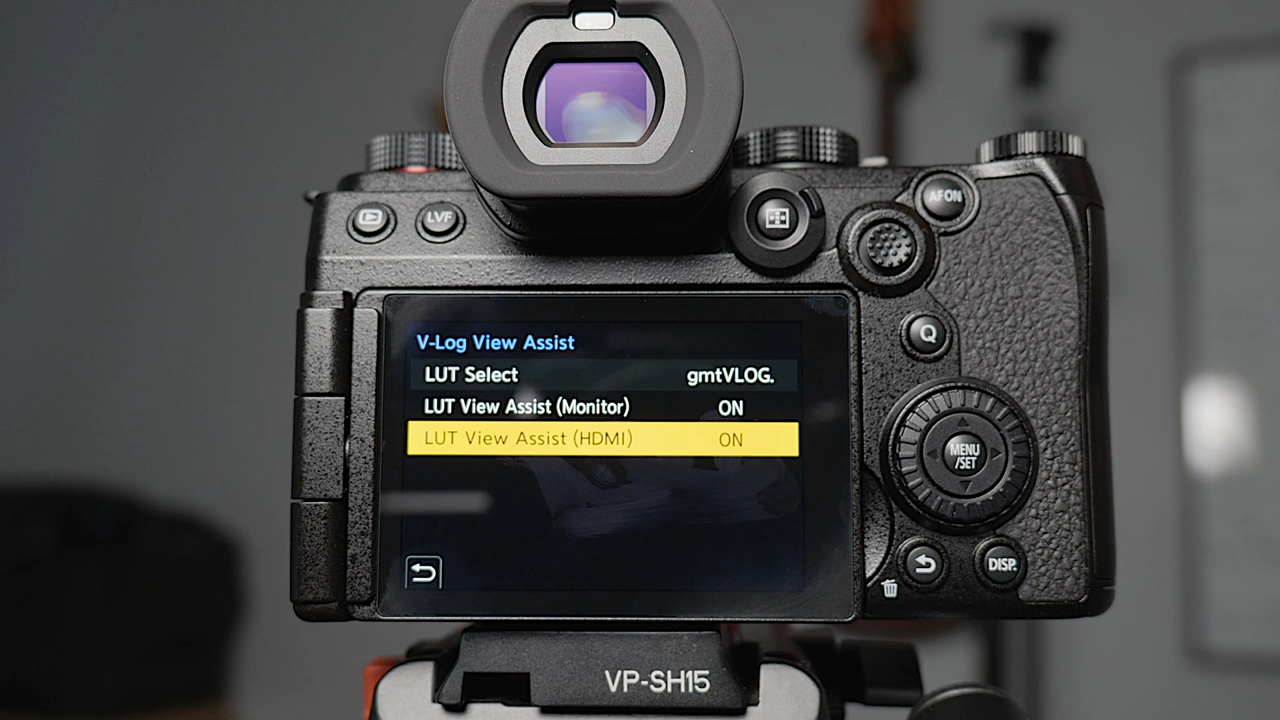 LVF
AF ON
Q
V-Log View Assist
LUT Select gmtVLOG.
LUT View Assist (Monitor) ON
LUT View Assist (HDMI) ON
MENU
/SET
DISP.
VP-SH15